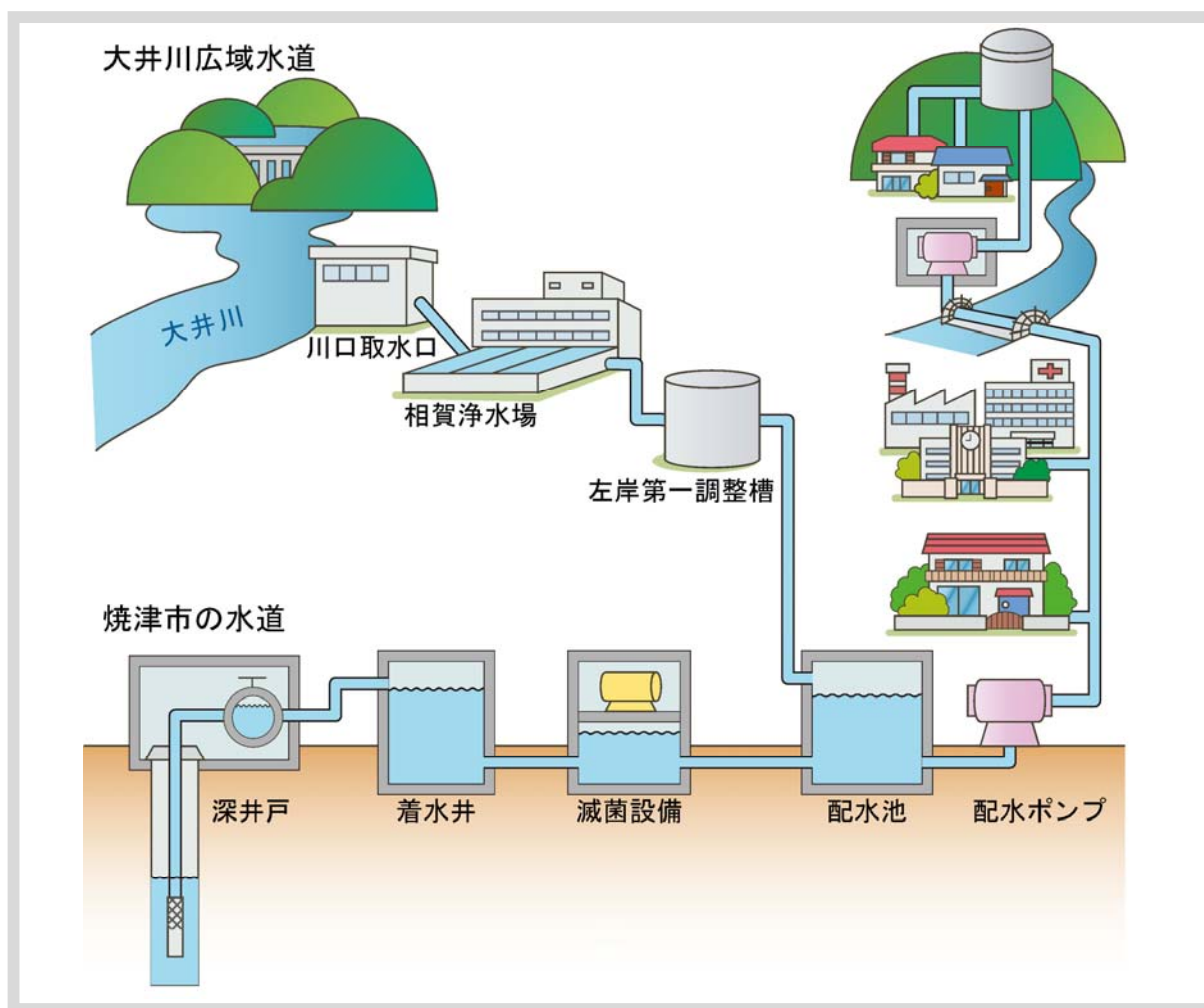 大井川広域水道
大井川
川口取水口
相賀浄水場
左岸第一調整槽
焼津市の水道
深井戸
着水井
滅菌設備
配水池
配水ポンプ